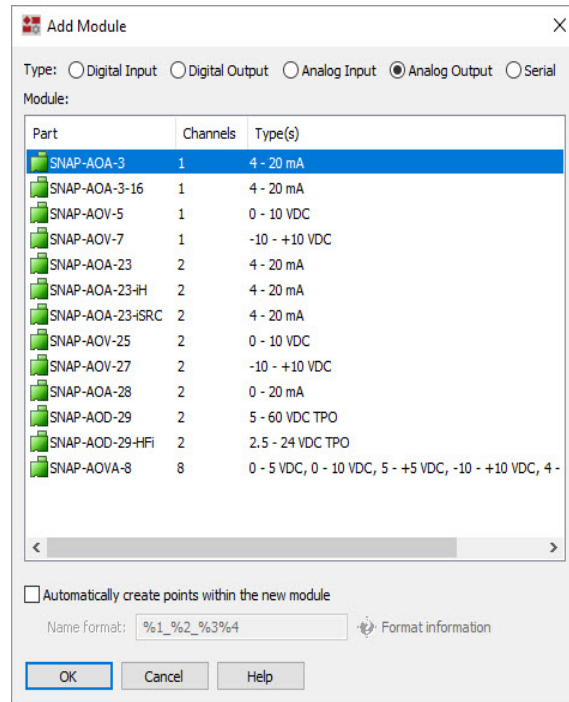 Add Module
Type: Digital Input Digital Output Analog Input Analog Output Serial
Module:
Part Channels Type(s)
SNAP-AOA-3 1 4 - 20 mA
SNAP-AOA-3-16 1 4 - 20 mA
SNAP-AOV-5 1 0 - 10 VDC
SNAP-AOV-7 1 -10 - +10 VDC
SNAP-AOA-23 2 4 - 20 mA
SNAP-AOA-23-iH 2 4 - 20 mA
SNAP-AOA-23-iSRC 2 4 - 20 mA
SNAP-AOV-25 2 0 - 10 VDC
SNAP-AOV-27 2 -10 - +10 VDC
SNAP-AOA-28 2 0 - 20 mA
SNAP-AOD-29 2 5 - 60 VDC TPO
SNAP-AOD-29-HFi 2 2.5 - 24 VDC TPO
SNAP-AOVA-8 8 0 - 5 VDC, 0 - 10 VDC, 5 - +5 VDC, -10 - +10 VDC, 4 -
Automatically create points within the new module
Name format: %1_%2_%3%4 Format information
OK Cancel Help